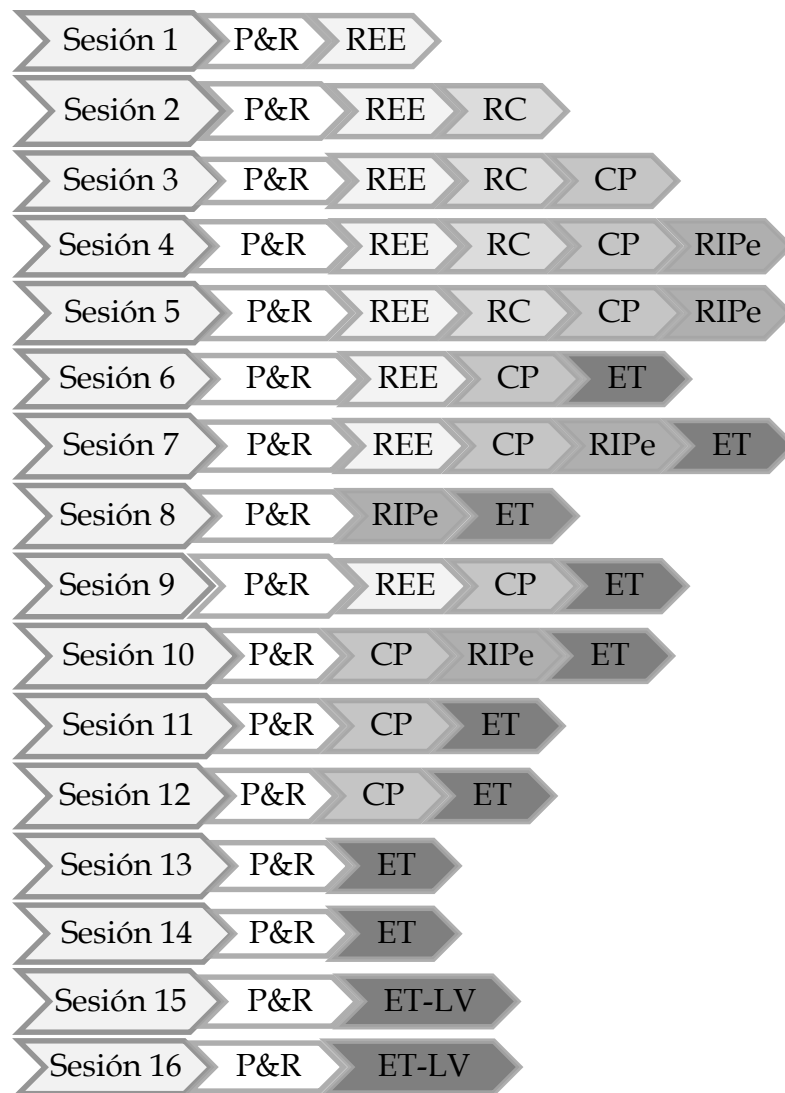 Sesión 1 P&R REE
Sesión 2 P&R REE RC
Sesión 3 P&R REE RC CP
Sesión 4 P&R REE RC CP RIPe
Sesión 5 P&R REE RC CP RIPe
Sesión 6 P&R REE CP ET
Sesión 7 P&R REE CP RIPe ET
Sesión 8 P&R RIPe ET
Sesión 9 P&R REE CP ET
Sesión 10 P&R CP RIPe ET
Sesión 11 P&R CP ET
Sesión 12 P&R CP ET
Sesión 13 P&R ET
Sesión 14 P&R ET
Sesión 15 P&R ET-LV
Sesión 16 P&R ET-LV